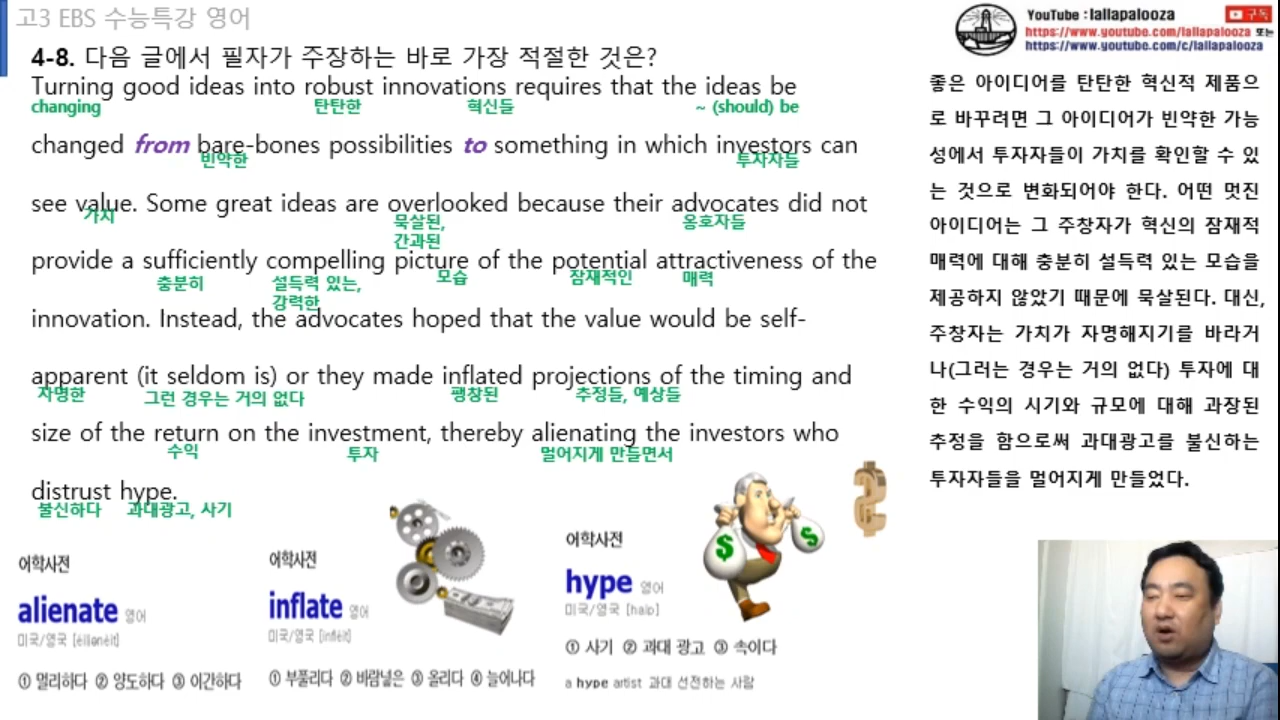 고3 EBS 수능특강 영어
YouTube : lallapalooza
구독
https://www.youtube.com/lallapalooza 또는
https://www.youtube.com/c/lallapalooza
4-8. 다음 글에서 필자가 주장하는 바로 가장 적절한 것은?
Turning good ideas into robust innovations requires that the ideas be
changing 탄탄한 혁신들 ~ (should) be
changed from bare-bones possibilities to something in which investors can
빈약한 투자자들
see value. Some great ideas are overlooked because their advocates did not
가치 묵살된, 옹호자들
간과된
provide a sufficiently compelling picture of the potential attractiveness of the
충분히 설득력 있는, 모습 잠재적인 매력
강력한
innovation. Instead, the advocates hoped that the value would be self-
apparent (it seldom is) or they made inflated projections of the timing and
자명한 그런 경우는 거의 없다 팽창된 추정들, 예상들
size of the return on the investment, thereby alienating the investors who
수익 투자 멀어지게 만들면서
distrust hype.
불신하다 과대광고, 사기
좋은 아이디어를 탄탄한 혁신적 제품으
로 바꾸려면 그 아이디어가 빈약한 가능
성에서 투자자들이 가치를 확인할 수 있
는 것으로 변화되어야 한다. 어떤 멋진
아이디어는 그 주창자가 혁신의 잠재적
매력에 대해 충분히 설득력 있는 모습을
제공하지 않았기 때문에 묵살된다. 대신,
주창자는 가치가 자명해지기를 바라거
나(그러는 경우는 거의 없다) 투자에 대
한 수익의 시기와 규모에 대해 과장된
추정을 함으로써 과대광고를 불신하는
투자자들을 멀어지게 만들었다.
어학사전
alienate 영어
미국/영국 [éiliənèit]
① 멀리하다 ② 양도하다 ③ 이간하다
어학사전
inflate 영어
미국/영국 [infléit]
① 부풀리다 ② 바람넣은 ③ 올리다 ④ 늘어나다
어학사전
hype 영어
미국/영국 [haip]
① 사기 ② 과대 광고 ③ 속이다
a hype artist 과대 선전하는 사람